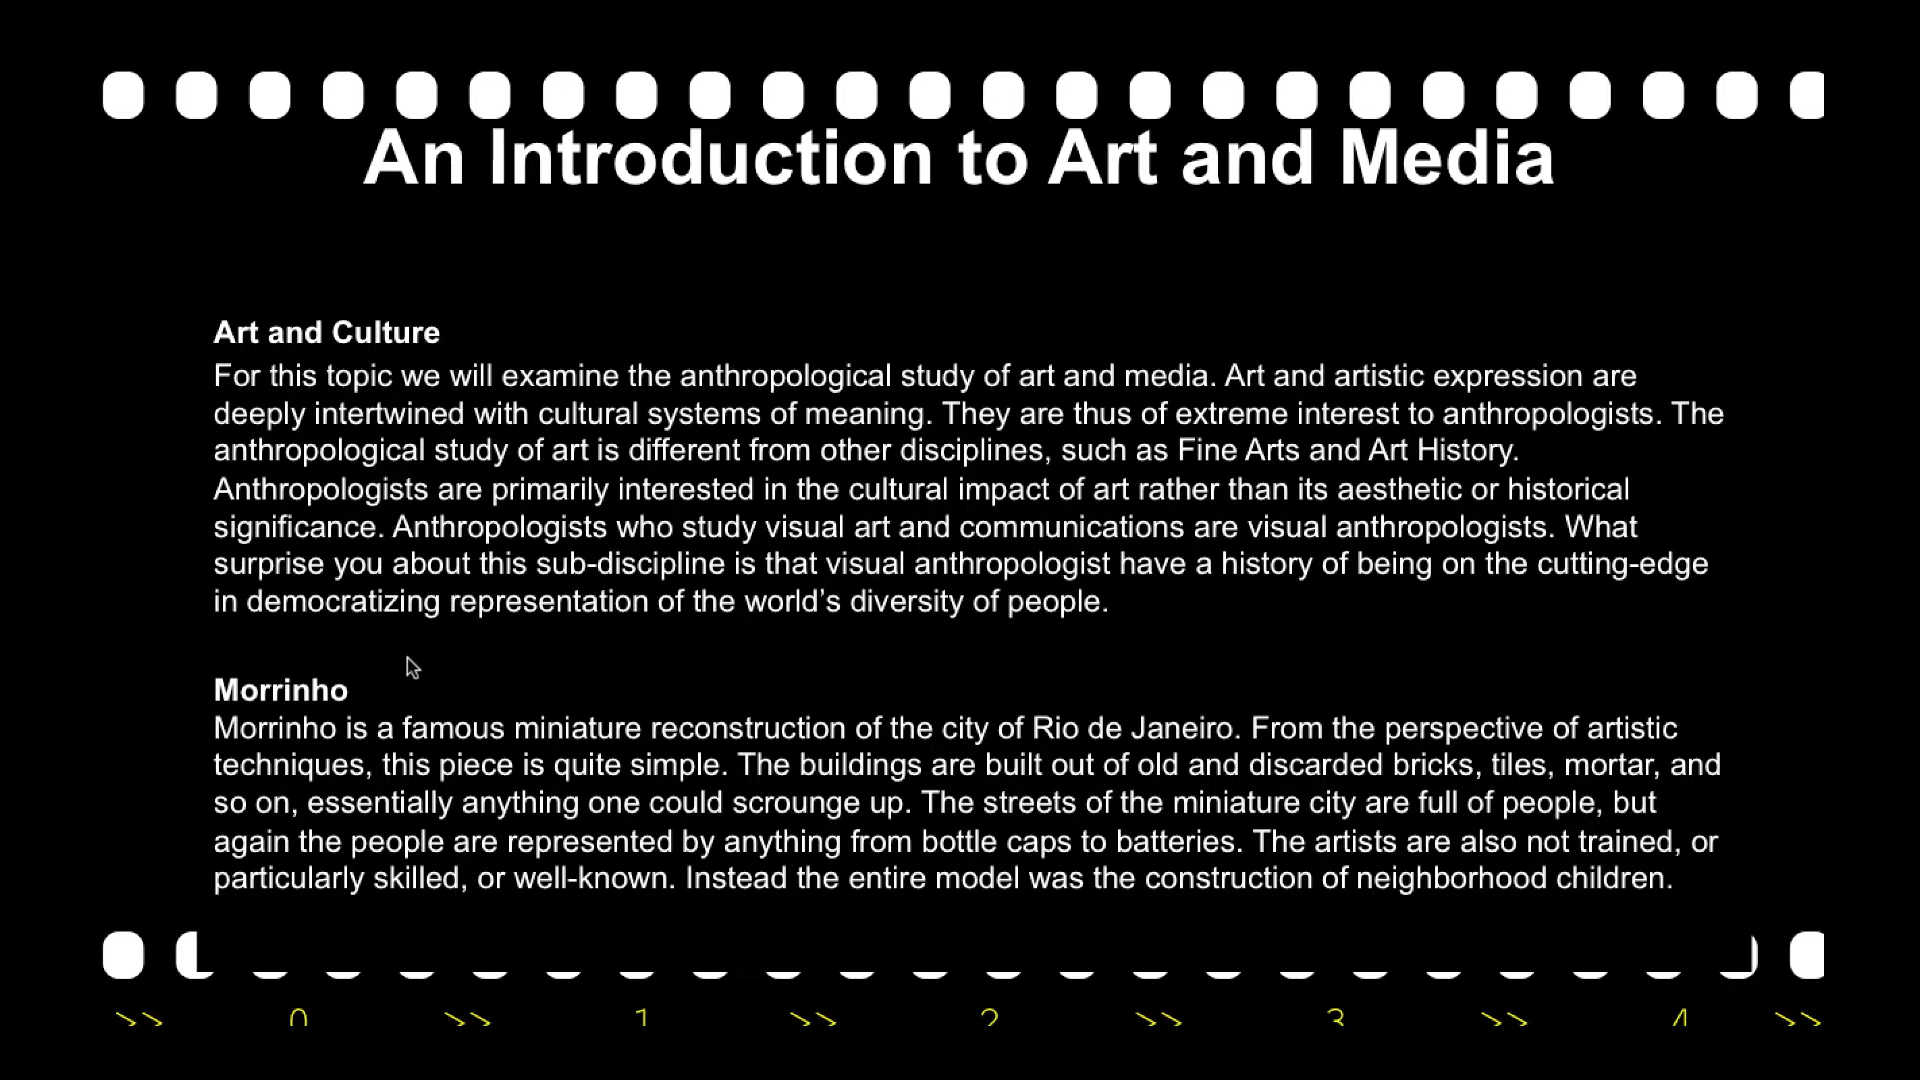 An Introduction to Art and Media
Art and Culture
For this topic we will examine the anthropological study of art and media. Art and artistic expression are
deeply intertwined with cultural systems of meaning. They are thus of extreme interest to anthropologists. The
anthropological study of art is different from other disciplines, such as Fine Arts and Art History.
Anthropologists are primarily interested in the cultural impact of art rather than its aesthetic or historical
significance. Anthropologists who study visual art and communications are visual anthropologists. What
surprise you about this sub-discipline is that visual anthropologist have a history of being on the cutting-edge
in democratizing representation of the world’s diversity of people.
Morrinho
Morrinho is a famous miniature reconstruction of the city of Rio de Janeiro. From the perspective of artistic
techniques, this piece is quite simple. The buildings are built out of old and discarded bricks, tiles, mortar, and
so on, essentially anything one could scrounge up. The streets of the miniature city are full of people, but
again the people are represented by anything from bottle caps to batteries. The artists are also not trained, or
particularly skilled, or well-known. Instead the entire model was the construction of neighborhood children.
>> 0 >> 1 >> 2 >> 3 >> 4 >>